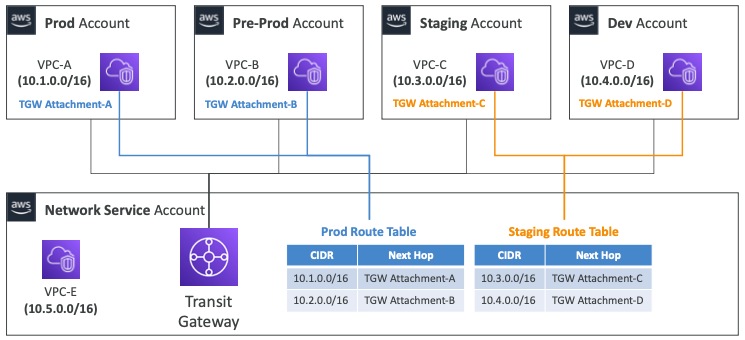 aws
Prod Account
VPC-A
(10.1.0.0/16)
TGW Attachment-A
aws
Pre-Prod Account
VPC-B
(10.2.0.0/16)
TGW Attachment-B
aws
Staging Account
VPC-C
(10.3.0.0/16)
TGW Attachment-C
aws
Dev Account
VPC-D
(10.4.0.0/16)
TGW Attachment-D
aws
Network Service Account
VPC-E
(10.5.0.0/16)
Transit
Gateway
Prod Route Table
CIDR Next Hop
10.1.0.0/16 TGW Attachment-A
10.2.0.0/16 TGW Attachment-B
Staging Route Table
CIDR Next Hop
10.3.0.0/16 TGW Attachment-C
10.4.0.0/16 TGW Attachment-D